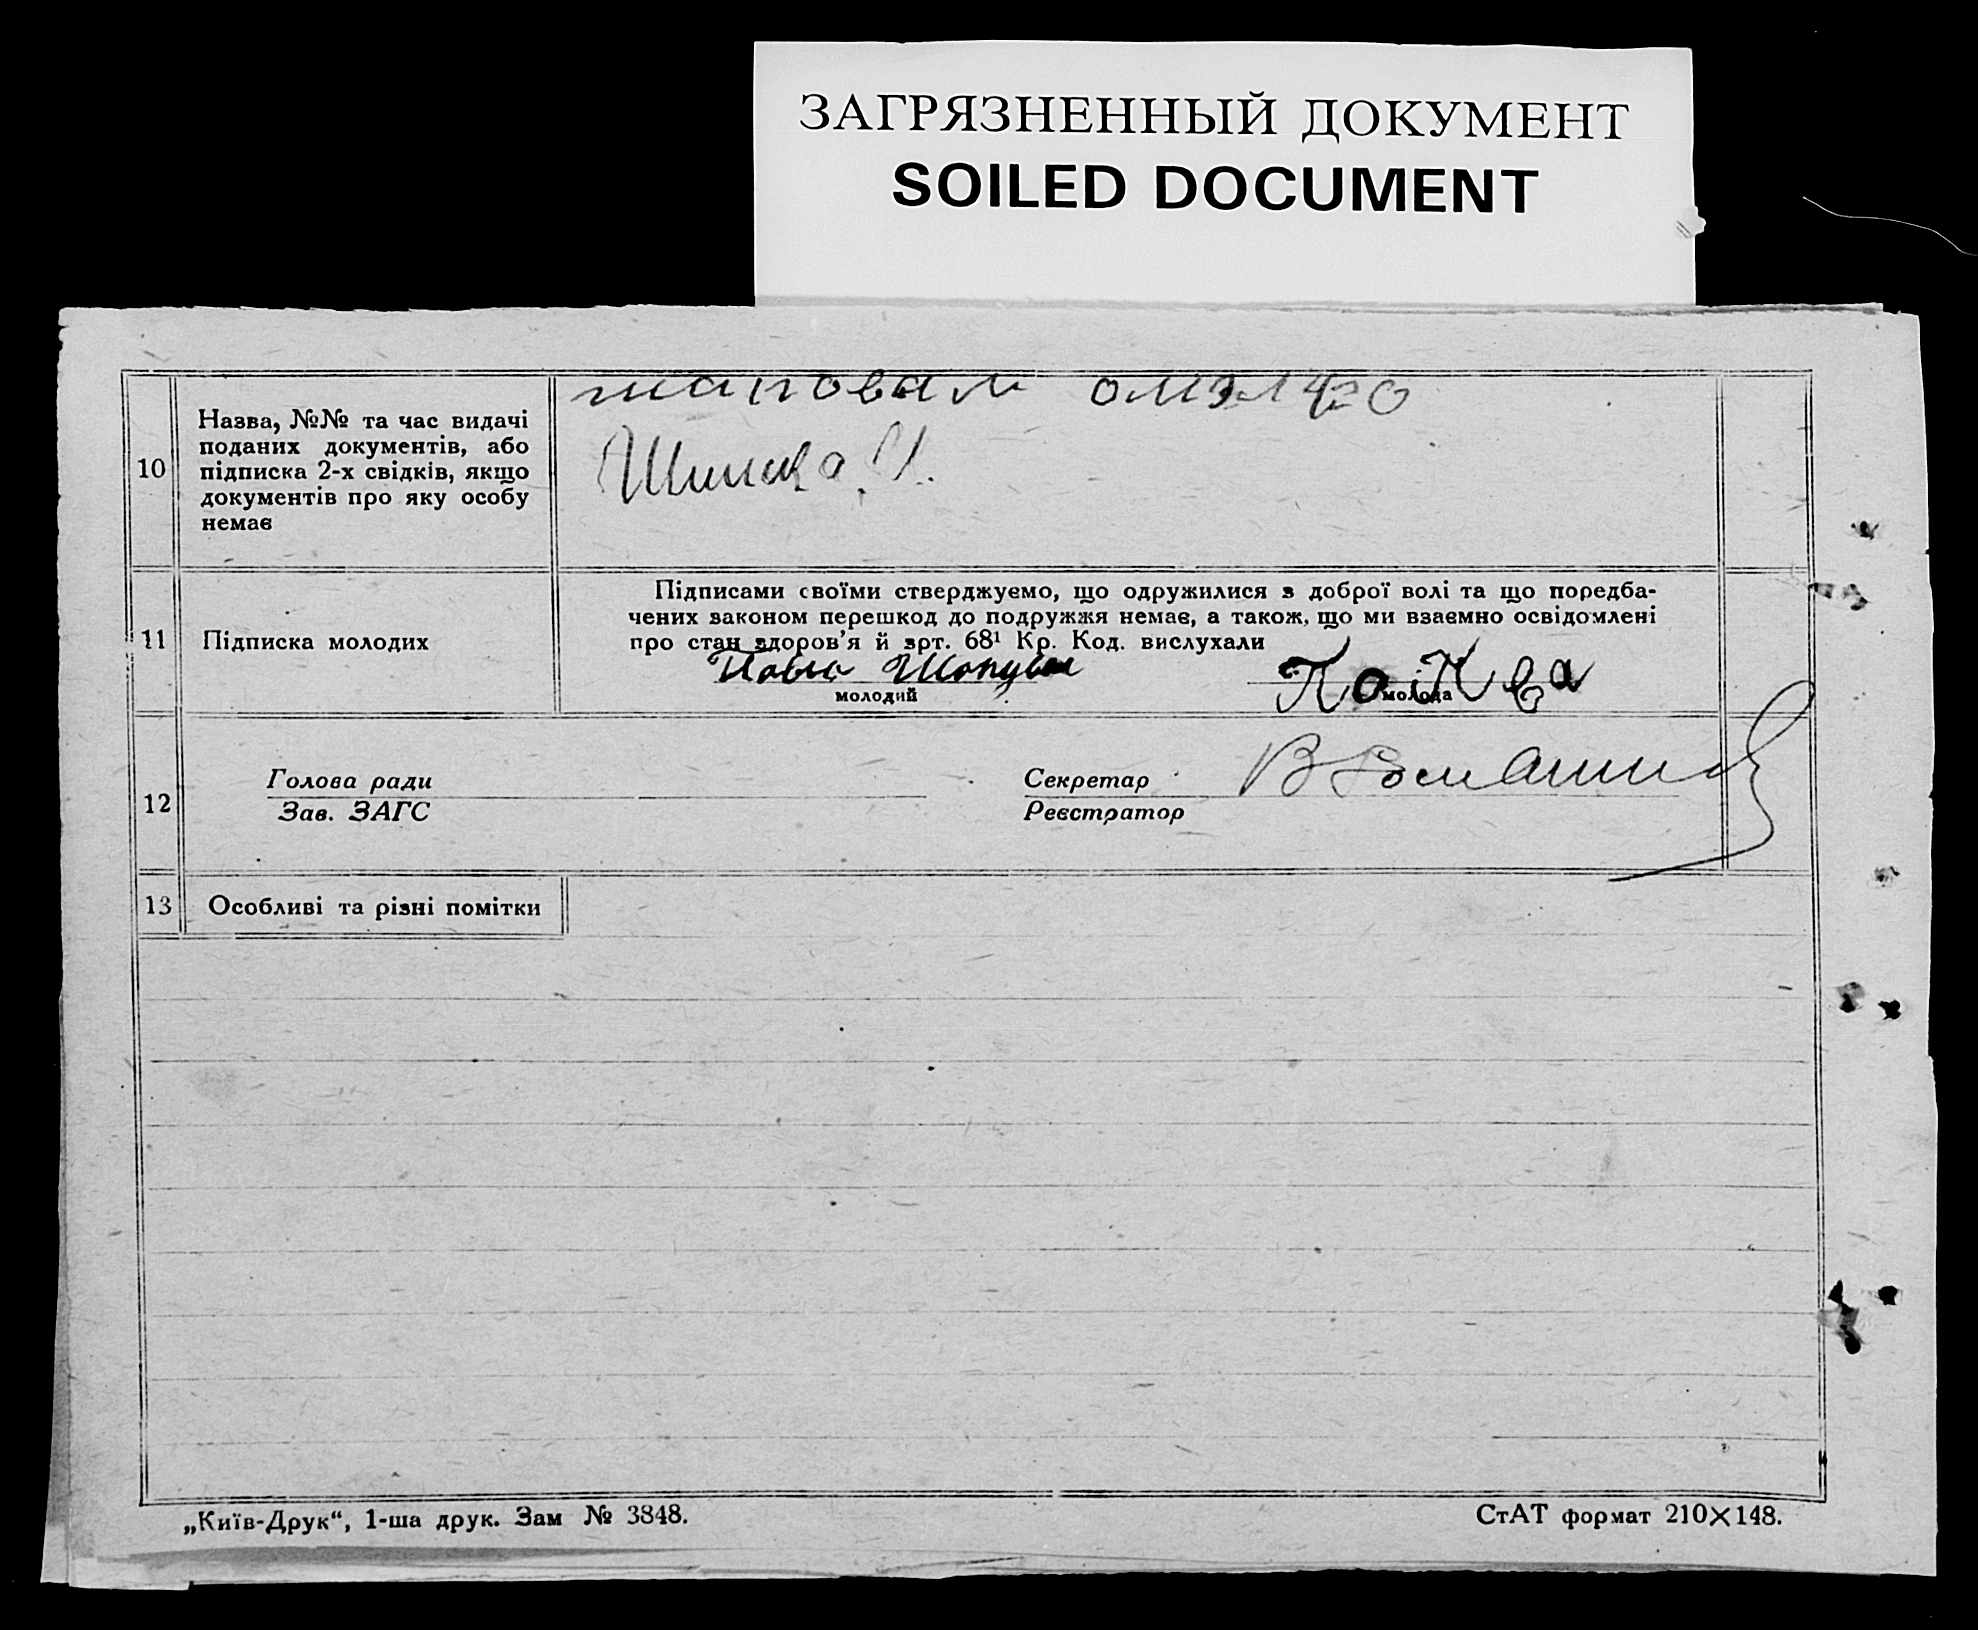 ЗАГРЯЗНЕННЫЙ ДОКУМЕНТ
SOILED DOCUMENT
10
Назва, №№ та час видачі
поданих документів, або
підписка 2-х свідків, якщо
документів про яку особу
немає
11
Підписка молодих
Підписами своїми стверджуємо, що одружилися з доброї волі та що поредба-
чених законом перешкод до подружжя немає, а також, що ми взаємно освідомлені
про стан здоров'я й арт. 68¹ Кр. Код. вислухали
Павло
молодий
молода
12
Голова ради
Зав. ЗАГС
Секретар
Реєстратор
13
Особливі та різні помітки
„Київ-Друк“, 1-ша друк. Зам № 3848.
СтАТ формат 210×148.